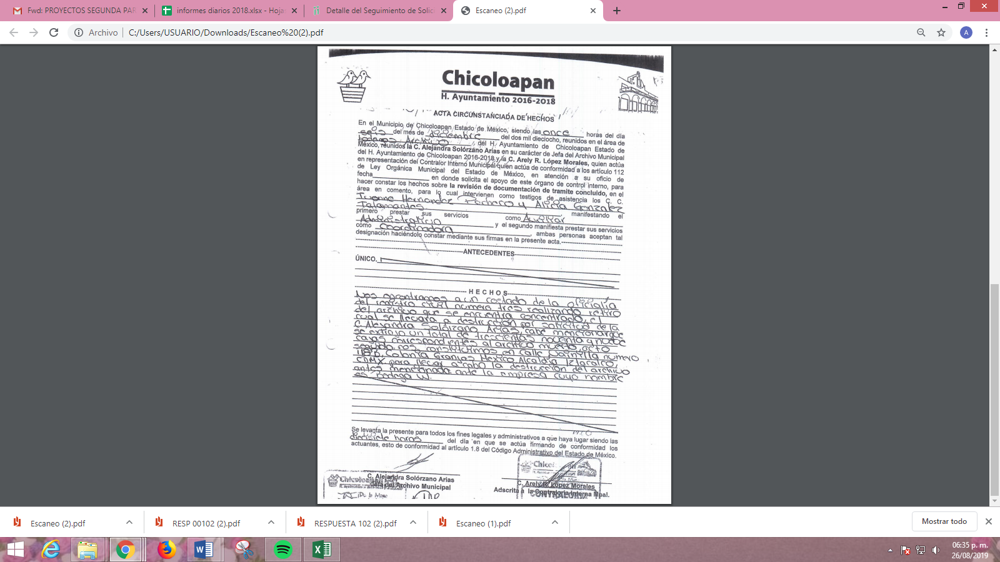 Fwd: PROYECTOS SEGUNDA PAR
informes diarios 2018.xlsx - Hoja
Detalle del Seguimiento de Solic
Escaneo (2).pdf
Archivo
C:/Users/USUARIO/Downloads/Escaneo%20(2).pdf
A
Chicoloapan
H. Ayuntamiento 2016-2018
ACTA CIRCUNSTANCIADA DE HECHOS
En el Municipio de Chicoloapan Estado de México, siendo las once horas del día
seis del mes de diciembre del dos mil dieciocho, reunidos en el área de
bodega Archivo, del H. Ayuntamiento de Chicoloapan Estado de
México, reunidos la C. Alejandra Solórzano Arias en su carácter de Jefa del Archivo Municipal
del H. Ayuntamiento de Chicoloapan 2016-2018 y la C. Arely R. López Morales, quien actúa
en representación del Contralor Interno Municipal quien actúa de conformidad a los artículo 112
de Ley Orgánica Municipal del Estado de México, en atención a su oficio de
fecha en donde solicita el apoyo de este órgano de control interno, para
hacer constar los hechos sobre la revisión de documentación de tramite concluido, en el
área en comento, para lo cual intervienen como testigos de asistencia los C. C.
Ivonne Hernandez Pacheco y Alicia Gonzalez
Talamantes, manifestando el
primero prestar sus servicios como Auxiliar
Administrativo y el segundo manifiesta prestar sus servicios
como coordinadora, ambas personas aceptan tal
designación haciéndolo constar mediante sus firmas en la presente acta.
ANTECEDENTES
ÚNICO.
H E C H O S
Nos encontramos a un costado de la oficialia
del registro civil numero tres realizando retiro
del archivo que se encuentra concentrado, el
cual se llevara a destrucción por solicitud de la
C. Alejandra Solórzano Arias, cabe mencionar que
se extrajo un total de trescientas noventa y nueve
cajas correspondientes al archivo muerto, acto
seguido nos constituimos en calle numero
118 B, Colonia Granjas Mexico Alcaldia Iztacalco,
CDMX, para llevar a cabo la destrucción del archivo
antes mencionado ante la empresa cuyo nombre
es Bodega W.
Se levanta la presente para todos los fines legales y administrativos a que haya lugar siendo las
diecisiete horas del día en que se actúa firmando de conformidad los
actuantes, esto de conformidad al artículo 1.8 del Código Administrativo del Estado de México.
C. Alejandra Solórzano Arias
Jefa del Archivo Municipal
C. Arely R. López Morales
Adscrita a la Contraloría Interna Mpal.
Chicoloapan
CONTRALORIA
Escaneo (2).pdf
RESP 00102 (2).pdf
RESPUESTA 102 (2).pdf
Escaneo (1).pdf
Mostrar todo
06:35 p. m.
26/08/2019